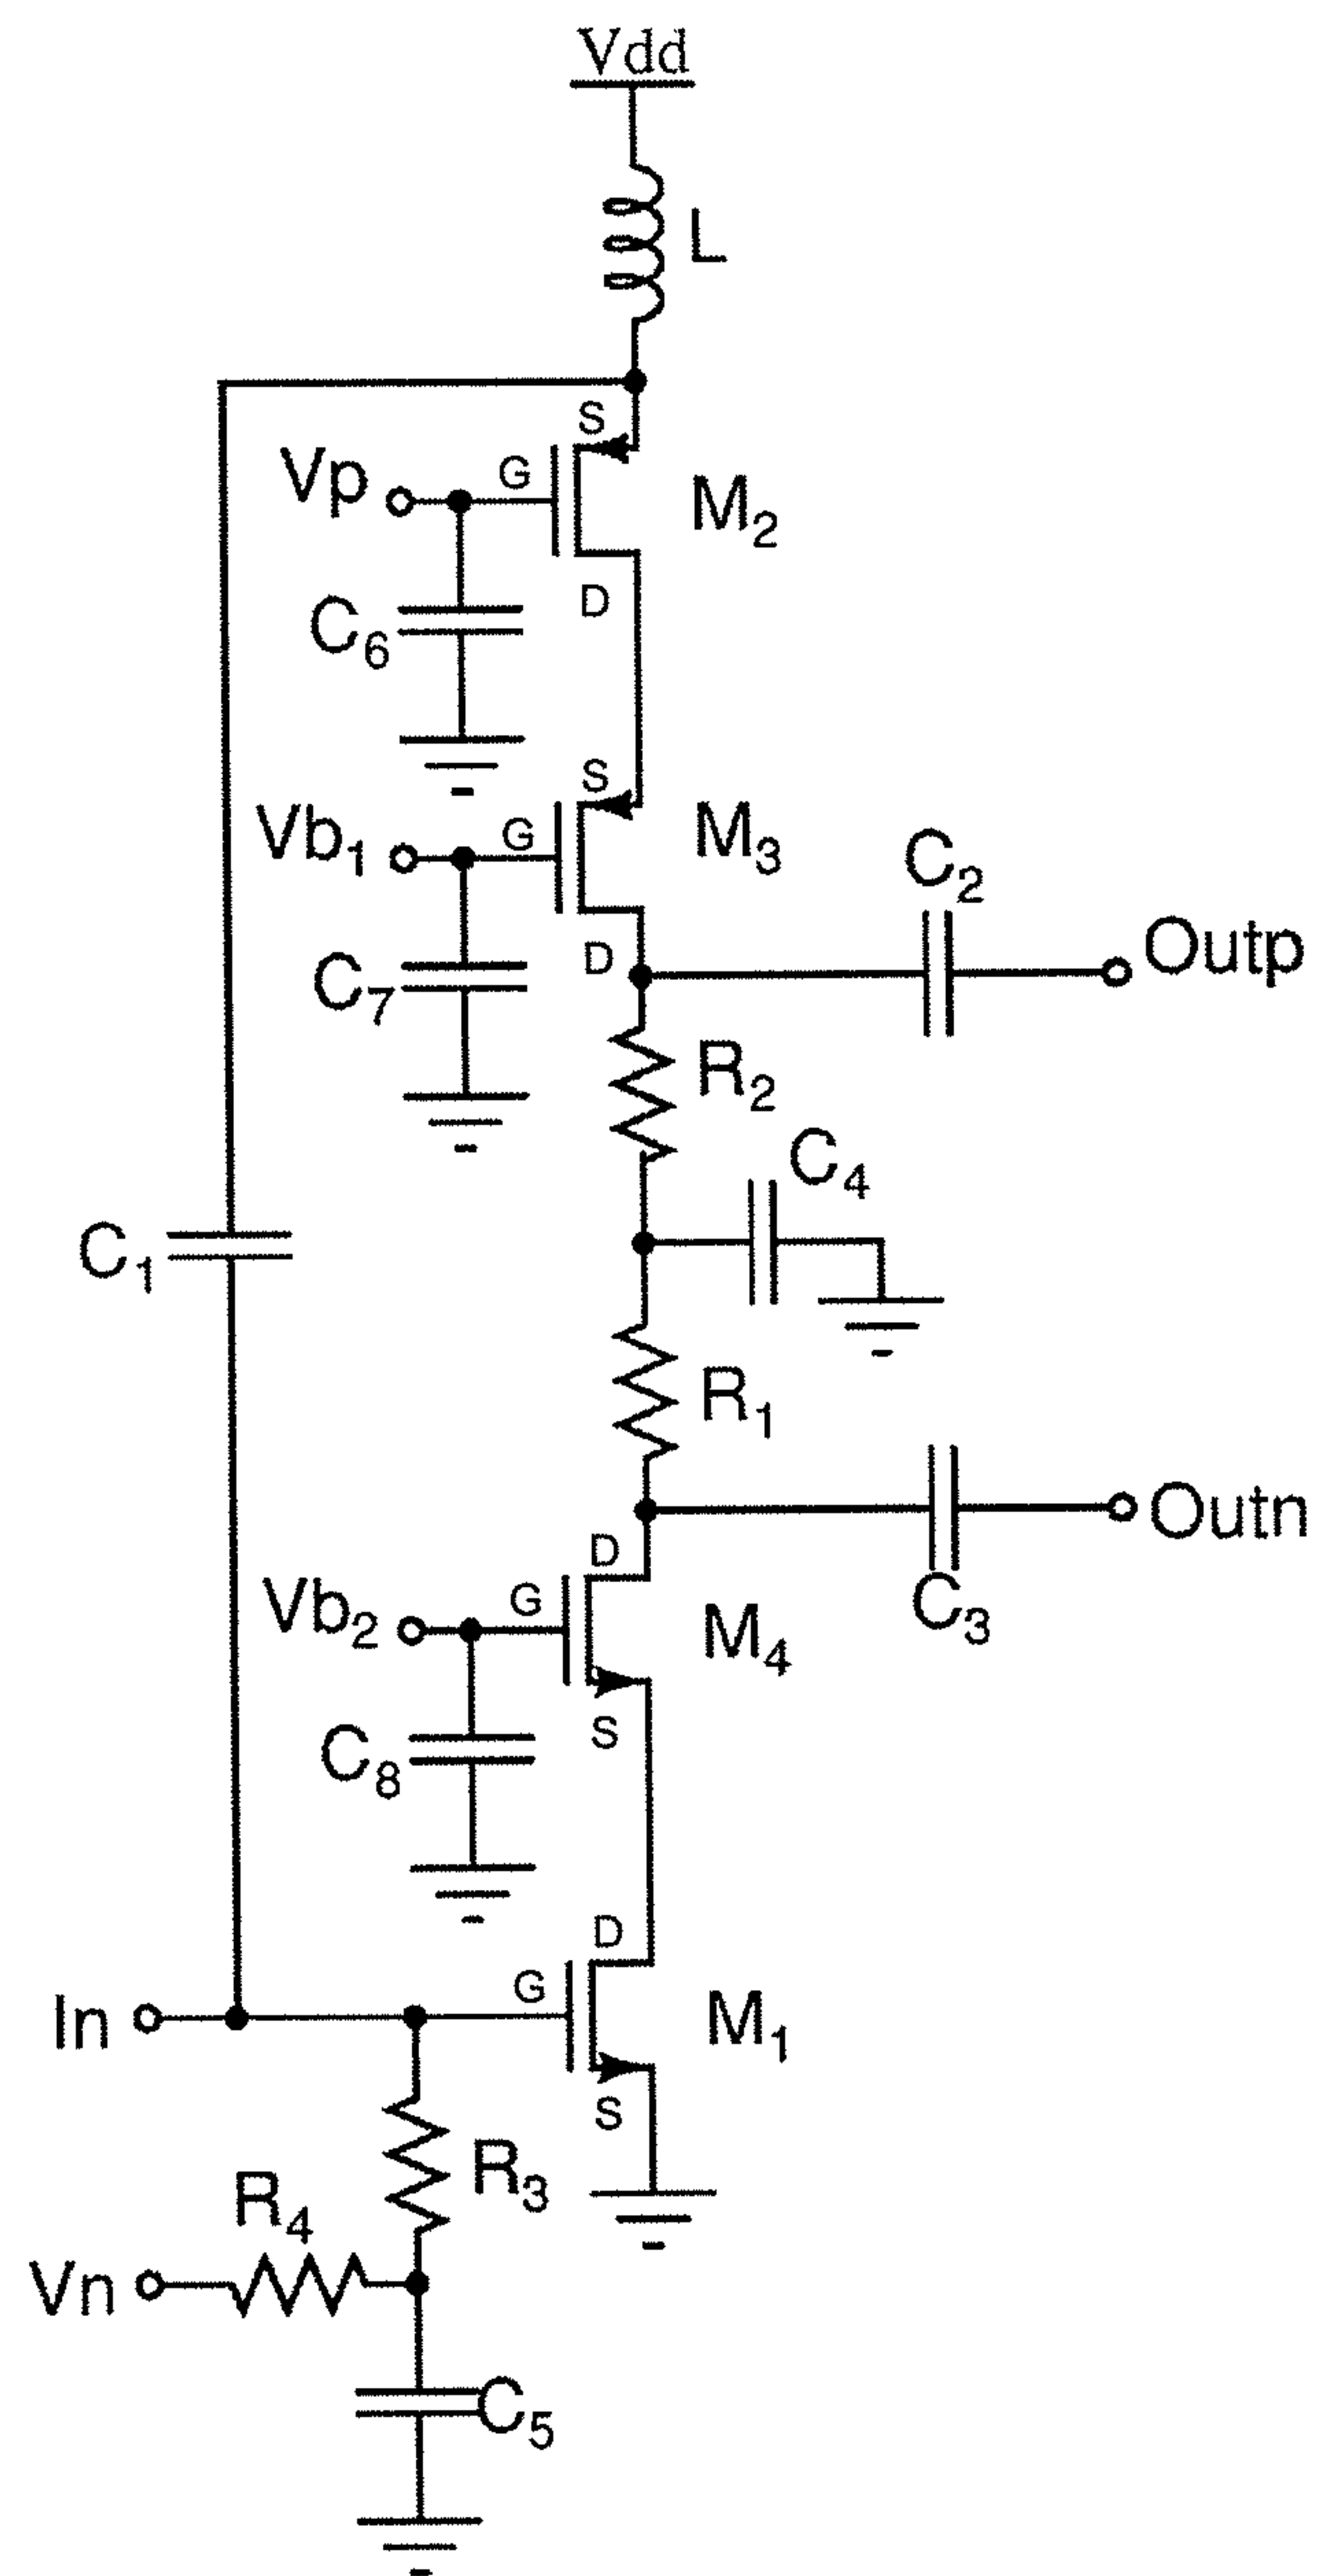 Vdd
L
S
Vp
G
M2
D
C6
S
Vb1
G
M3
C2
D
Outp
C7
R2
C4
C1
R1
Outn
D
Vb2
G
M4
C3
S
C8
D
G
In
M1
S
R3
R4
Vn
C5